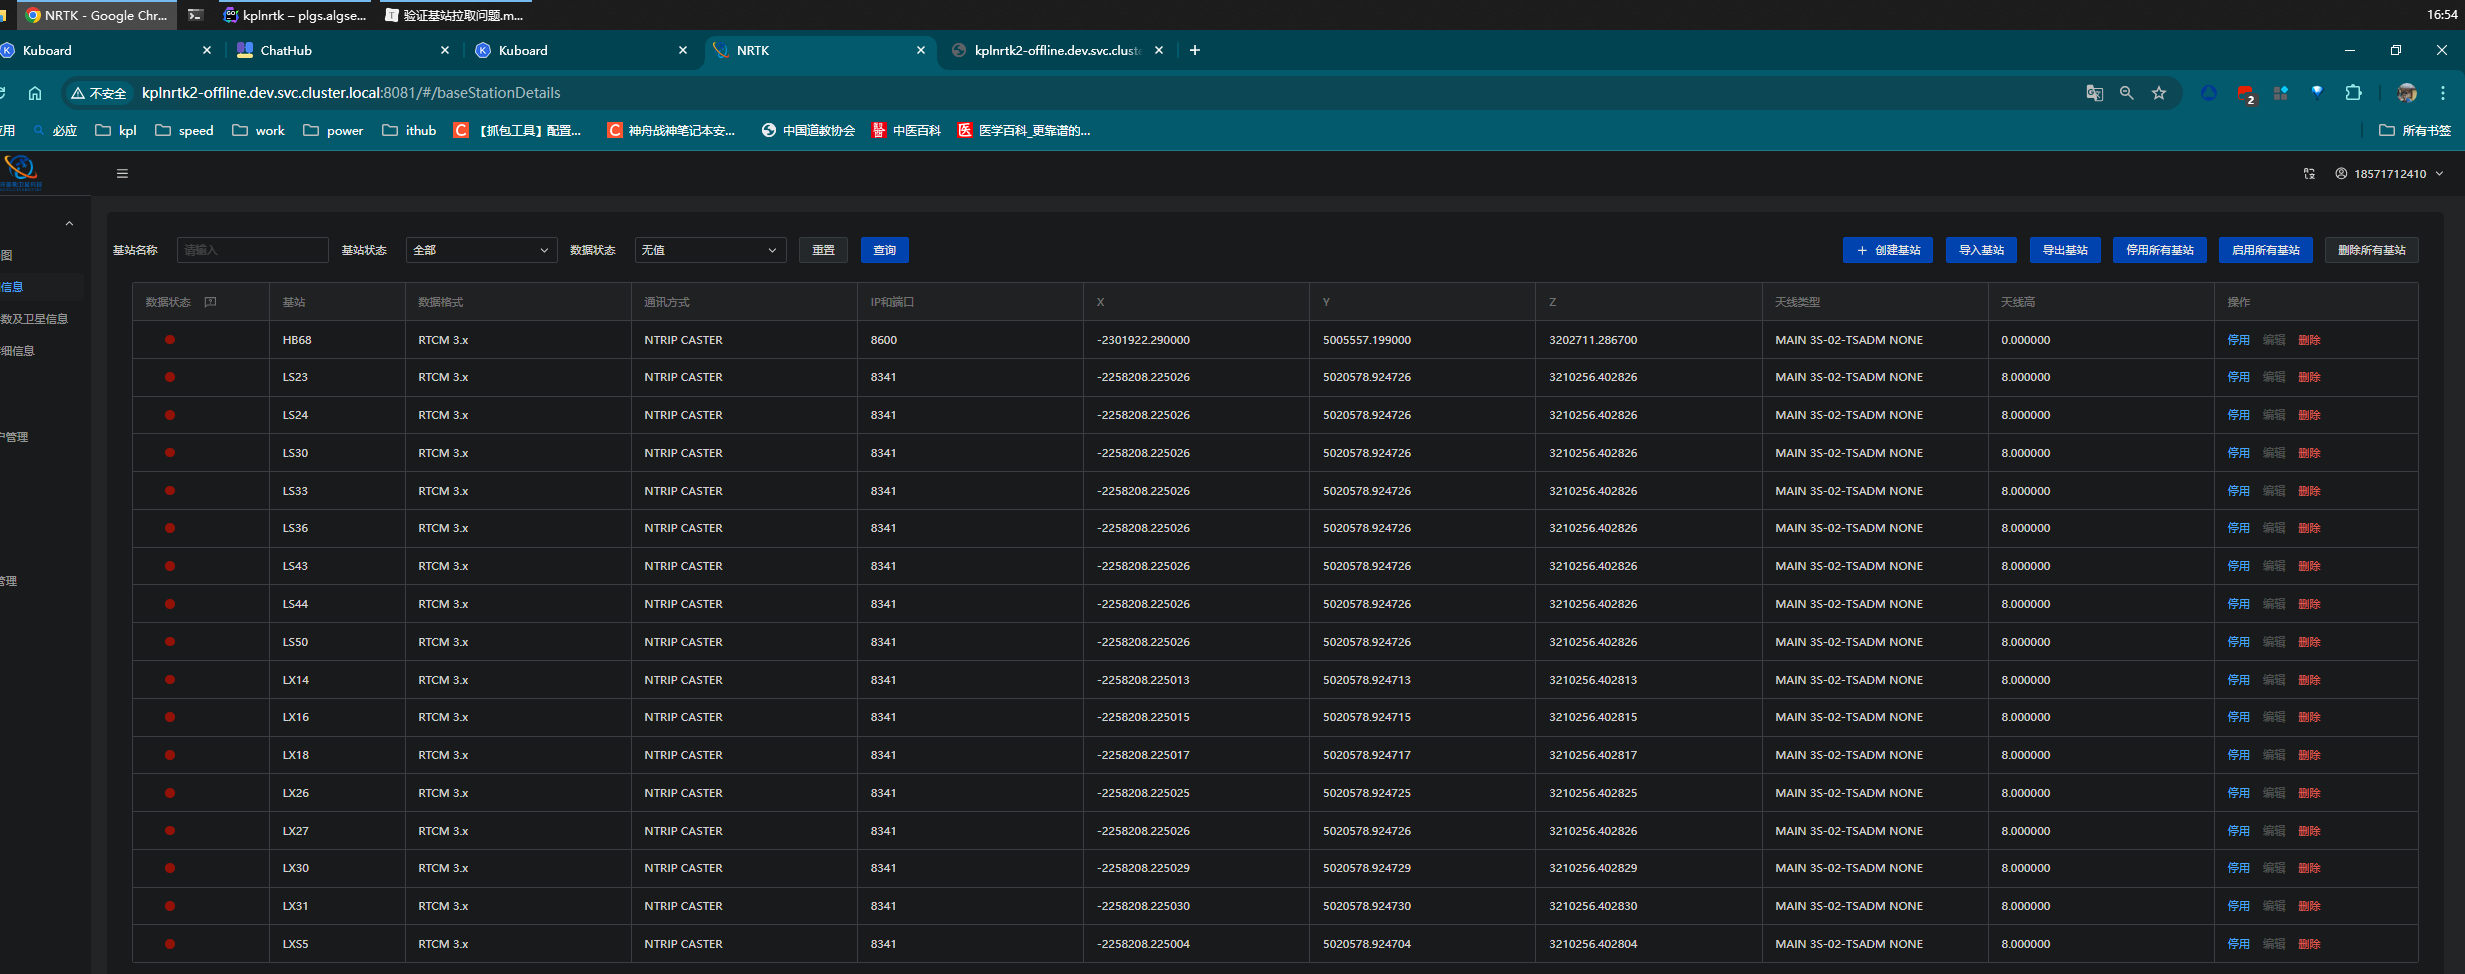 NRTK - Google Chr...
kplnrtk – plgs.algse...
验证基站拉取问题.m...
16:54
Kuboard
ChatHub
Kuboard
NRTK
kplnrtk2-offline.dev.svc.cluste
不安全 kplnrtk2-offline.dev.svc.cluster.local:8081/#/baseStationDetails
2
应用 必应 kpl speed work power ithub 【抓包工具】配置... 神舟战神笔记本安... 中国道教协会 中医百科 医学百科_更靠谱的... 所有书签
18571712410
图
信息
数及卫星信息
细信息
户管理
管理
基站名称 请输入 基站状态 全部 数据状态 无值 重置 查询 + 创建基站 导入基站 导出基站 停用所有基站 启用所有基站 删除所有基站
数据状态 基站 数据格式 通讯方式 IP和端口 X Y Z 天线类型 天线高 操作
HB68 RTCM 3.x NTRIP CASTER 8600 -2301922.290000 5005557.199000 3202711.286700 MAIN 3S-02-TSADM NONE 0.000000 停用 编辑 删除
LS23 RTCM 3.x NTRIP CASTER 8341 -2258208.225026 5020578.924726 3210256.402826 MAIN 3S-02-TSADM NONE 8.000000 停用 编辑 删除
LS24 RTCM 3.x NTRIP CASTER 8341 -2258208.225026 5020578.924726 3210256.402826 MAIN 3S-02-TSADM NONE 8.000000 停用 编辑 删除
LS30 RTCM 3.x NTRIP CASTER 8341 -2258208.225026 5020578.924726 3210256.402826 MAIN 3S-02-TSADM NONE 8.000000 停用 编辑 删除
LS33 RTCM 3.x NTRIP CASTER 8341 -2258208.225026 5020578.924726 3210256.402826 MAIN 3S-02-TSADM NONE 8.000000 停用 编辑 删除
LS36 RTCM 3.x NTRIP CASTER 8341 -2258208.225026 5020578.924726 3210256.402826 MAIN 3S-02-TSADM NONE 8.000000 停用 编辑 删除
LS43 RTCM 3.x NTRIP CASTER 8341 -2258208.225026 5020578.924726 3210256.402826 MAIN 3S-02-TSADM NONE 8.000000 停用 编辑 删除
LS44 RTCM 3.x NTRIP CASTER 8341 -2258208.225026 5020578.924726 3210256.402826 MAIN 3S-02-TSADM NONE 8.000000 停用 编辑 删除
LS50 RTCM 3.x NTRIP CASTER 8341 -2258208.225026 5020578.924726 3210256.402826 MAIN 3S-02-TSADM NONE 8.000000 停用 编辑 删除
LX14 RTCM 3.x NTRIP CASTER 8341 -2258208.225013 5020578.924713 3210256.402813 MAIN 3S-02-TSADM NONE 8.000000 停用 编辑 删除
LX16 RTCM 3.x NTRIP CASTER 8341 -2258208.225015 5020578.924715 3210256.402815 MAIN 3S-02-TSADM NONE 8.000000 停用 编辑 删除
LX18 RTCM 3.x NTRIP CASTER 8341 -2258208.225017 5020578.924717 3210256.402817 MAIN 3S-02-TSADM NONE 8.000000 停用 编辑 删除
LX26 RTCM 3.x NTRIP CASTER 8341 -2258208.225025 5020578.924725 3210256.402825 MAIN 3S-02-TSADM NONE 8.000000 停用 编辑 删除
LX27 RTCM 3.x NTRIP CASTER 8341 -2258208.225026 5020578.924726 3210256.402826 MAIN 3S-02-TSADM NONE 8.000000 停用 编辑 删除
LX30 RTCM 3.x NTRIP CASTER 8341 -2258208.225029 5020578.924729 3210256.402829 MAIN 3S-02-TSADM NONE 8.000000 停用 编辑 删除
LX31 RTCM 3.x NTRIP CASTER 8341 -2258208.225030 5020578.924730 3210256.402830 MAIN 3S-02-TSADM NONE 8.000000 停用 编辑 删除
LXS5 RTCM 3.x NTRIP CASTER 8341 -2258208.225004 5020578.924704 3210256.402804 MAIN 3S-02-TSADM NONE 8.000000 停用 编辑 删除